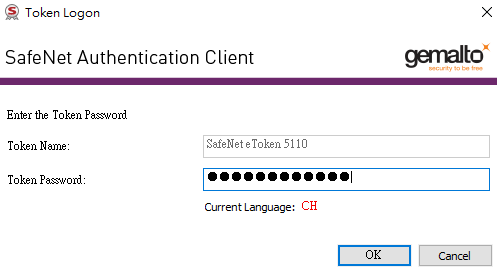 Token Logon
SafeNet Authentication Client
gemalto
security to be free
Enter the Token Password
Token Name:
SafeNet eToken 5110
Token Password:
●●●●●●●●●●●●
Current Language: CH
OK
Cancel